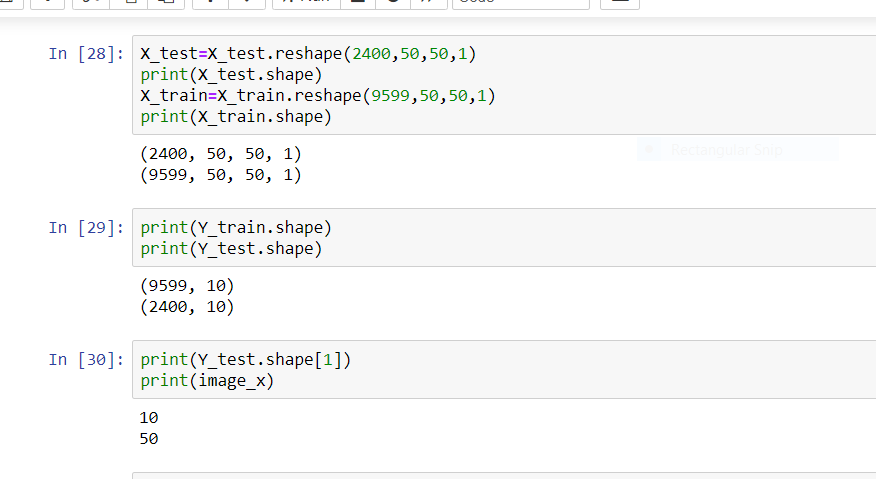 In [28]: X_test=X_test.reshape(2400,50,50,1)
print(X_test.shape)
X_train=X_train.reshape(9599,50,50,1)
print(X_train.shape)
(2400, 50, 50, 1)
(9599, 50, 50, 1)
Rectangular Snip
In [29]: print(Y_train.shape)
print(Y_test.shape)
(9599, 10)
(2400, 10)
In [30]: print(Y_test.shape[1])
print(image_x)
10
50